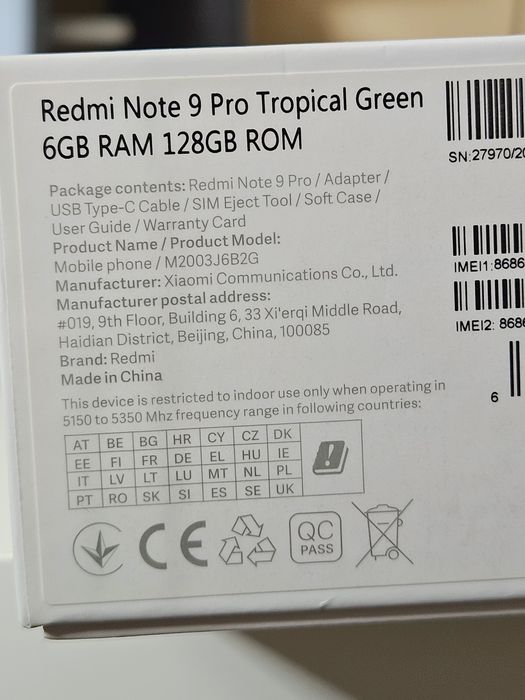 Redmi Note 9 Pro Tropical Green
6GB RAM 128GB ROM
Package contents: Redmi Note 9 Pro / Adapter /
USB Type-C Cable / SIM Eject Tool / Soft Case /
User Guide / Warranty Card
Product Name / Product Model:
Mobile phone / M2003J6B2G
Manufacturer: Xiaomi Communications Co., Ltd.
Manufacturer postal address:
#019, 9th Floor, Building 6, 33 Xi'erqi Middle Road,
Haidian District, Beijing, China, 100085
Brand: Redmi
Made in China
This device is restricted to indoor use only when operating in
5150 to 5350 Mhz frequency range in following countries:
AT BE BG HR CY CZ DK
EE FI FR DE EL HU IE
IT LV LT LU MT NL PL
PT RO SK SI ES SE UK
CE
QC
PASS
SN:27970/20
IMEI1:8686
IMEI2: 8686
6